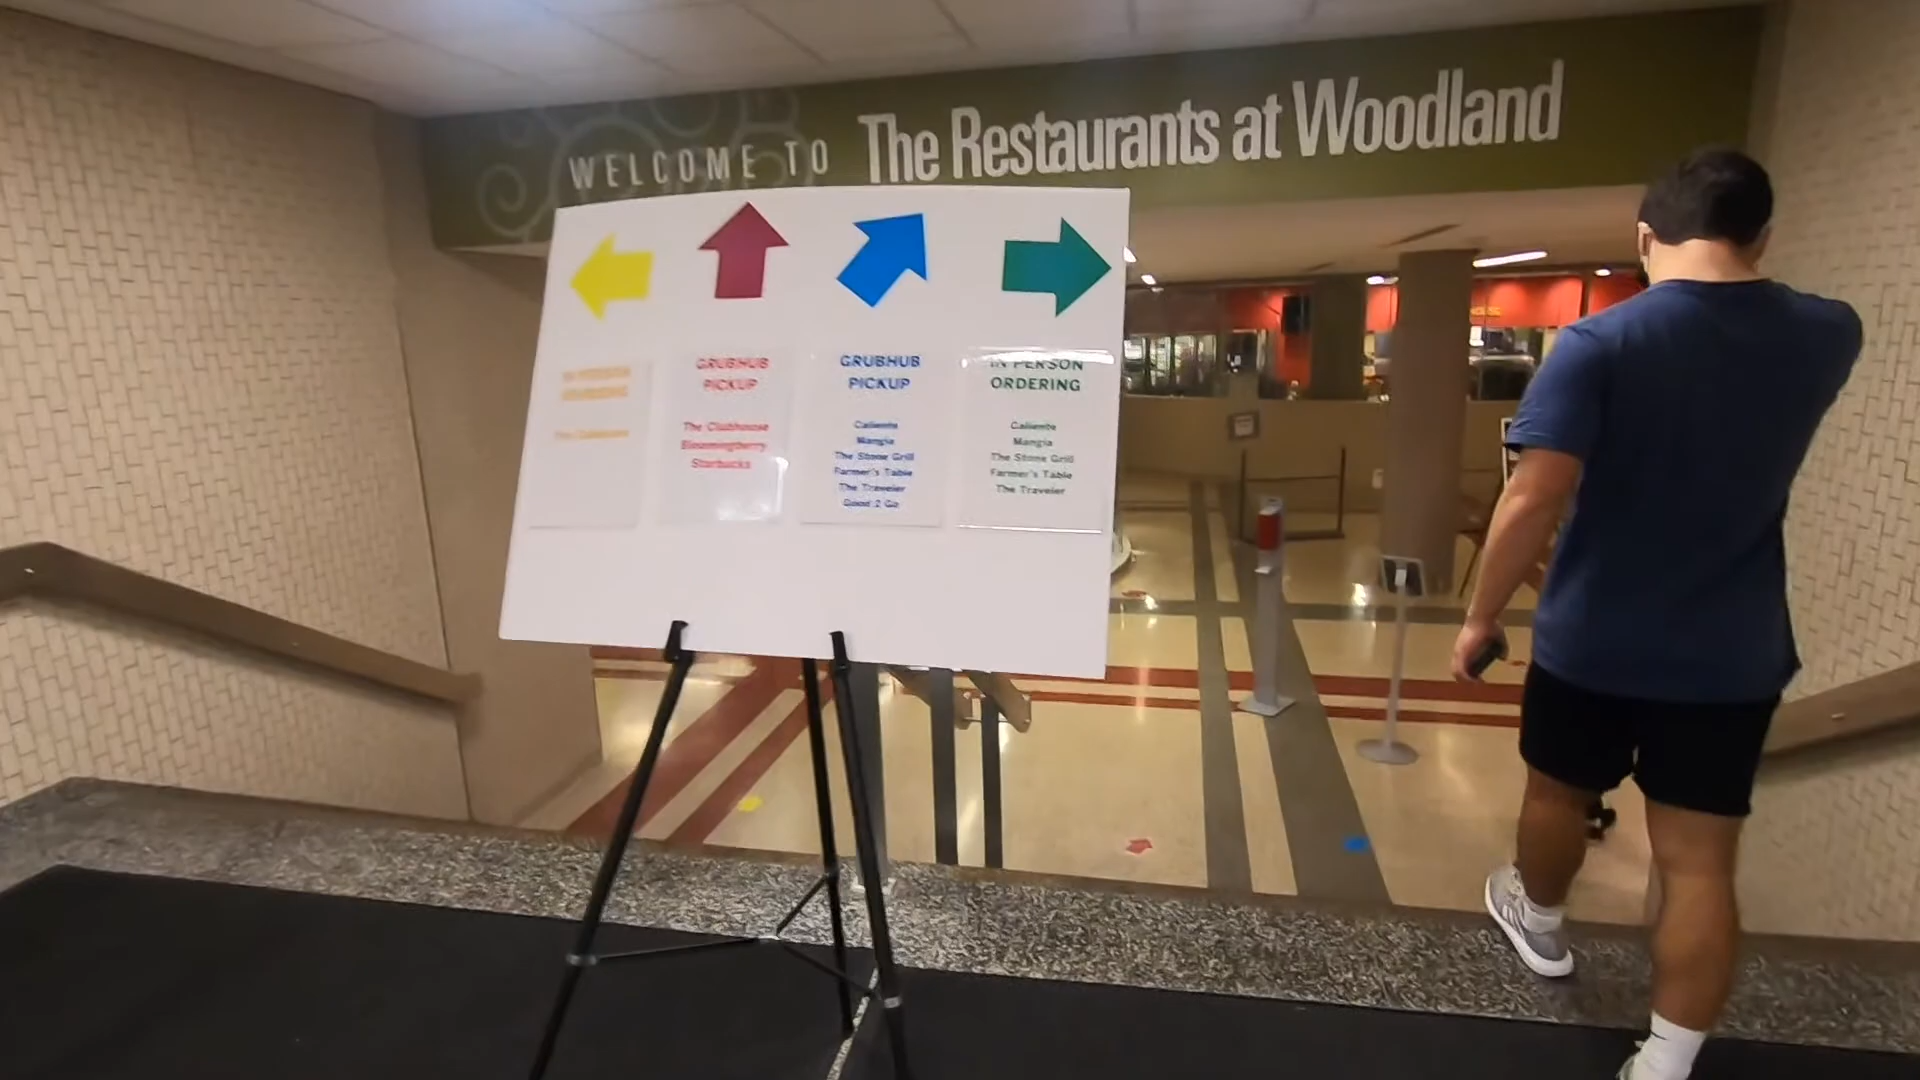 WELCOME TO The Restaurants at Woodland
GRUBHUB
PICKUP
The Clubhouse
Bloomingberry
Starbucks
GRUBHUB
PICKUP
Caliente
Mangia
The Stone Grill
Farmer's Table
The Traveler
Good 2 Go
IN PERSON
ORDERING
Caliente
Mangia
The Stone Grill
Farmer's Table
The Traveler